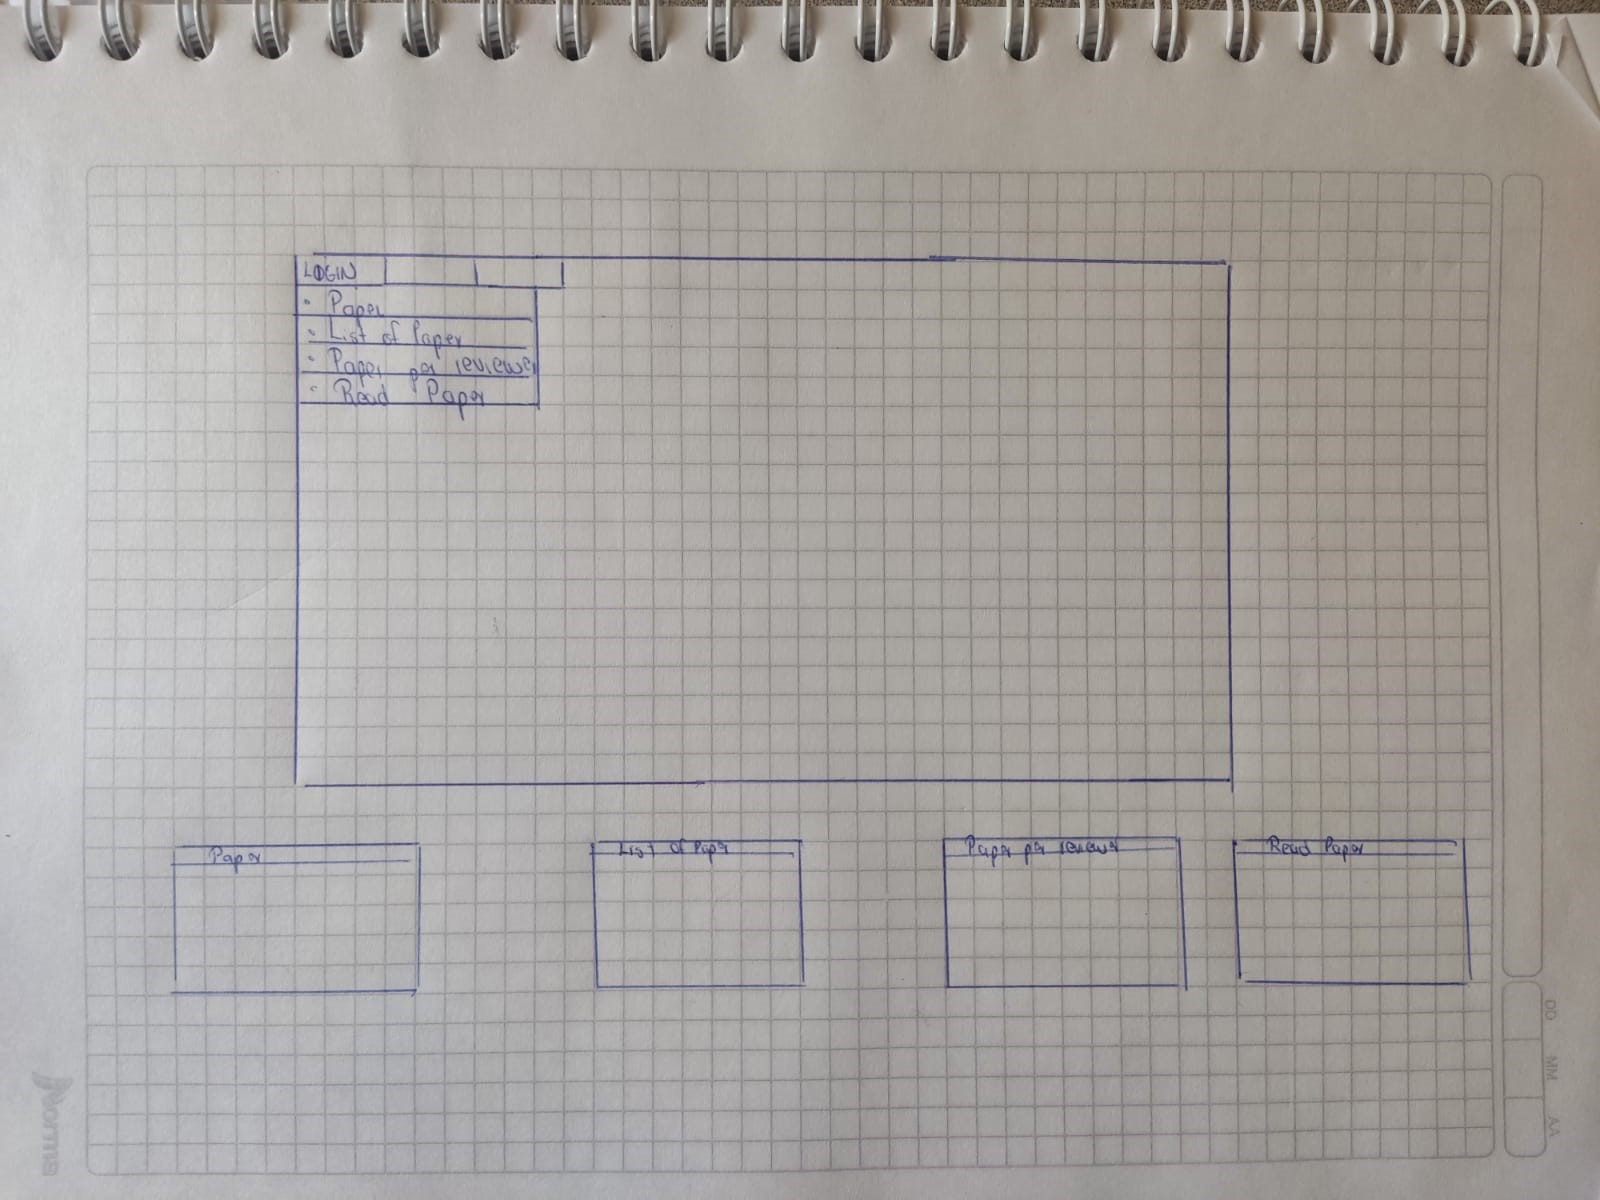 LOGIN
· Paper
· List of Paper
· Paper per reviewer
· Read Paper
Paper
List of Paper
Paper per reviewer
Read Paper
DD
MM
AA
Norma